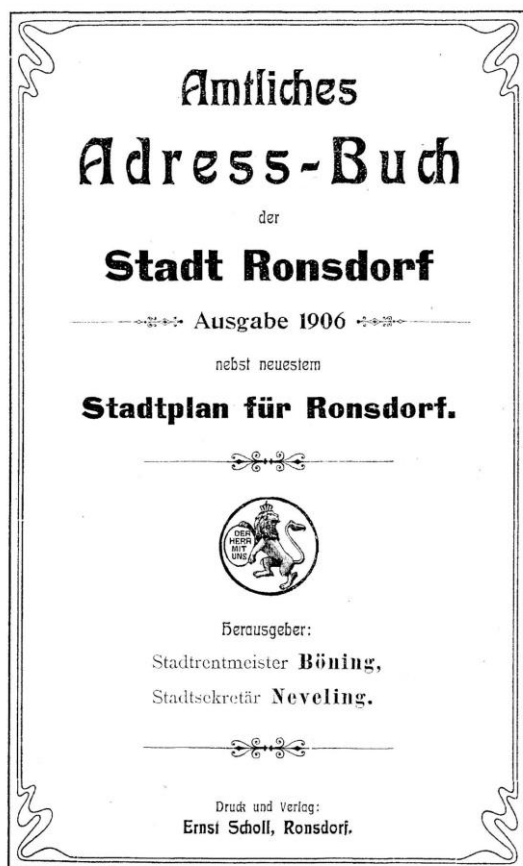 Amtliches
Adress-Buch
der
Stadt Ronsdorf
Ausgabe 1906
nebst neuestem
Stadtplan für Ronsdorf.
DER
HERR
MIT
UNS
Herausgeber:
Stadtrentmeister Böning,
Stadtsekretär Neveling.
Druck und Verlag:
Ernst Scholl, Ronsdorf.